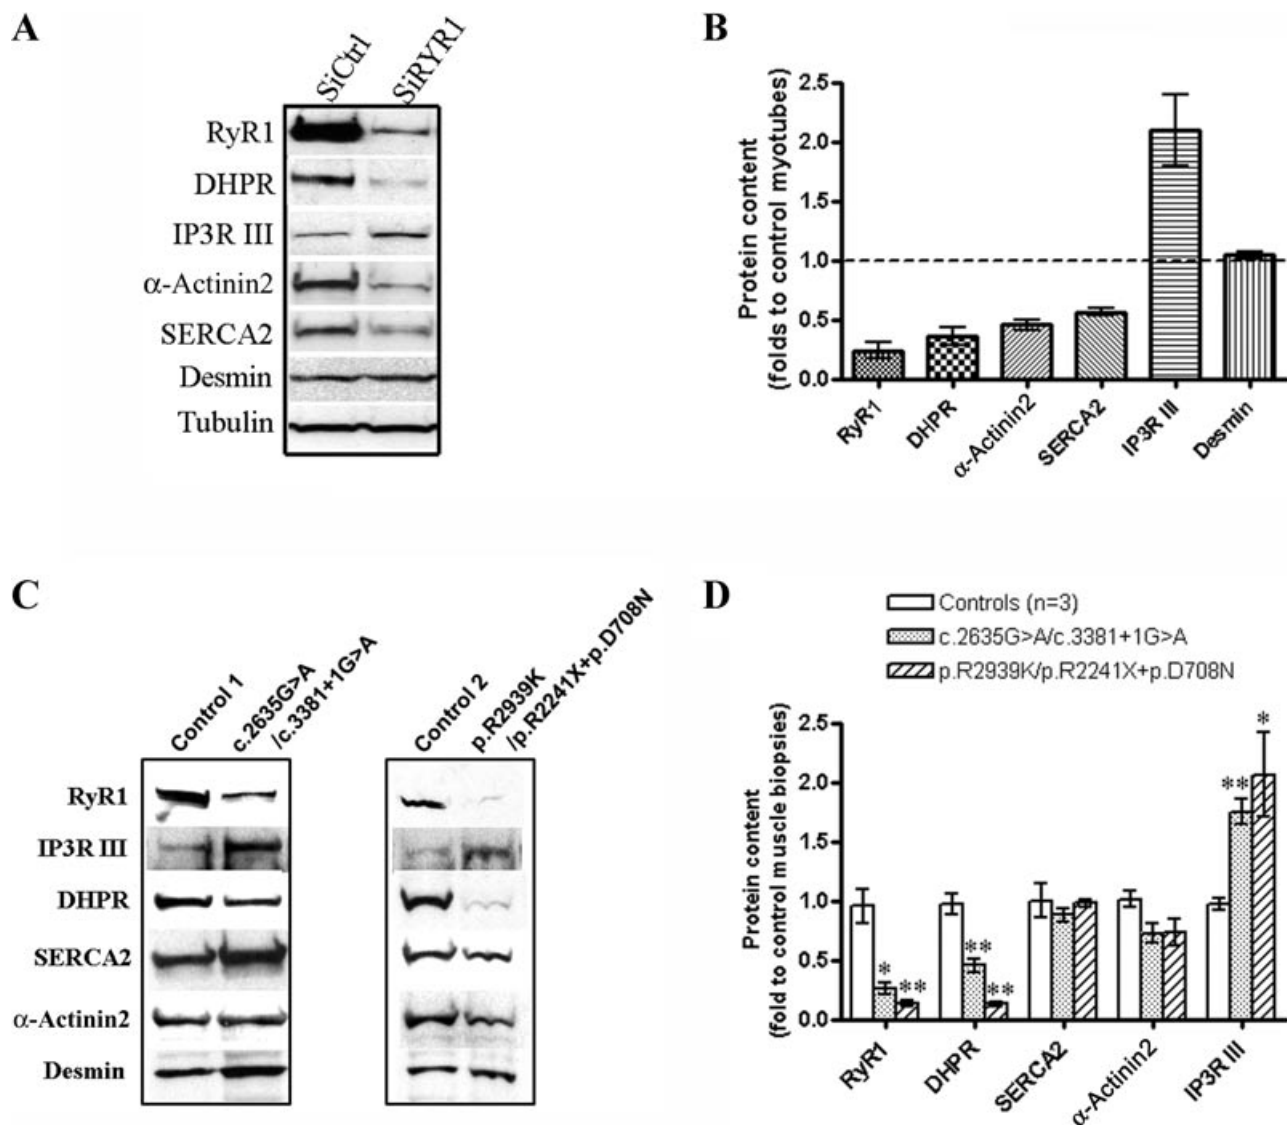 A
SiCtrl
SiRYR1
RyR1
DHPR
IP3R III
α-Actinin2
SERCA2
Desmin
Tubulin
B
Protein content
(folds to control myotubes)
2.5
2.0
1.5
1.0
0.5
0.0
RyR1
DHPR
α-Actinin2
SERCA2
IP3R III
Desmin
C
Control 1
c.2635G>A
/c.3381+1G>A
Control 2
p.R2939K
/p.R2241X+p.D708N
RyR1
IP3R III
DHPR
SERCA2
α-Actinin2
Desmin
D
Controls (n=3)
c.2635G>A/c.3381+1G>A
p.R2939K/p.R2241X+p.D708N
Protein content
(fold to control muscle biopsies)
2.5
2.0
1.5
1.0
0.5
0.0
*
**
**
**
**
*
RyR1
DHPR
SERCA2
α-Actinin2
IP3R III